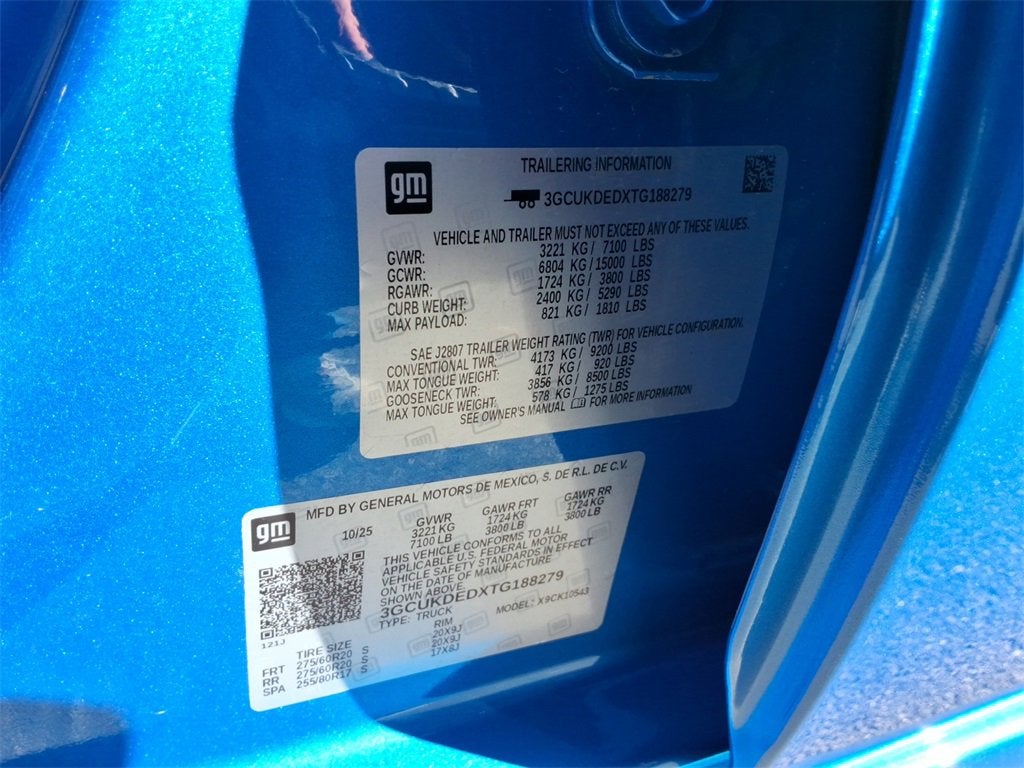 gm
TRAILERING INFORMATION
3GCUKDEDXTG188279
VEHICLE AND TRAILER MUST NOT EXCEED ANY OF THESE VALUES.
GVWR: 3221 KG / 7100 LBS
GCWR: 6804 KG / 15000 LBS
RGAWR: 1724 KG / 3800 LBS
CURB WEIGHT: 2400 KG / 5290 LBS
MAX PAYLOAD: 821 KG / 1810 LBS
SAE J2807 TRAILER WEIGHT RATING (TWR) FOR VEHICLE CONFIGURATION.
CONVENTIONAL TWR: 4173 KG / 9200 LBS
MAX TONGUE WEIGHT: 417 KG / 920 LBS
GOOSENECK TWR: 3856 KG / 8500 LBS
MAX TONGUE WEIGHT: 578 KG / 1275 LBS
SEE OWNER'S MANUAL FOR MORE INFORMATION
gm
MFD BY GENERAL MOTORS DE MEXICO, S. DE R.L. DE C.V.
10/25 GVWR GAWR FRT GAWR RR
3221 KG 1724 KG 1724 KG
7100 LB 3800 LB 3800 LB
THIS VEHICLE CONFORMS TO ALL
APPLICABLE U.S. FEDERAL MOTOR
VEHICLE SAFETY STANDARDS IN EFFECT
ON THE DATE OF MANUFACTURE
SHOWN ABOVE.
3GCUKDEDXTG188279
TYPE: TRUCK MODEL: X9CK10543
121J
TIRE SIZE RIM
FRT 275/60R20 S 20X9J
RR 275/60R20 S 20X9J
SPA 255/80R17 S 17X8J